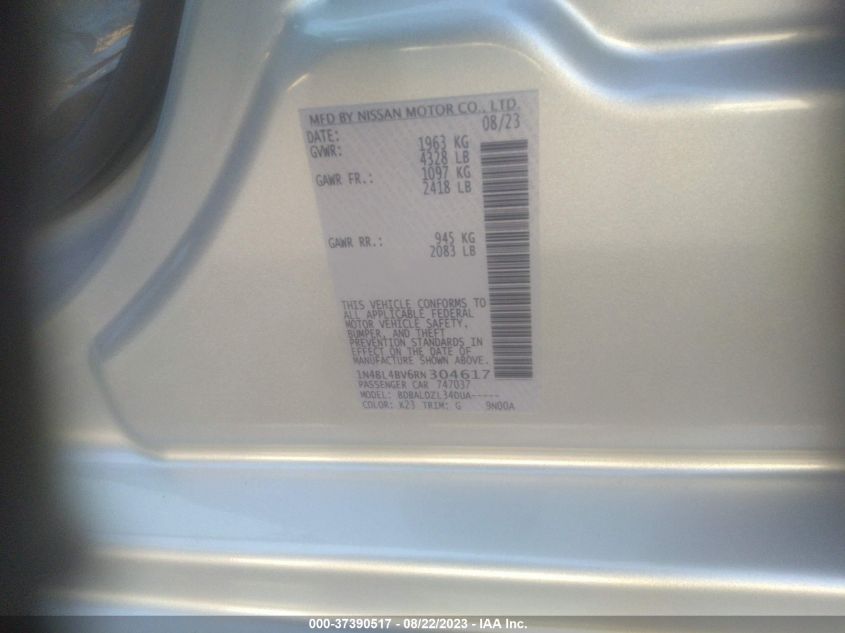 MFD BY NISSAN MOTOR CO., LTD.
DATE: 08/23
GVWR: 1963 KG
4328 LB
GAWR FR.: 1097 KG
2418 LB
GAWR RR.: 945 KG
2083 LB
THIS VEHICLE CONFORMS TO
ALL APPLICABLE FEDERAL
MOTOR VEHICLE SAFETY,
BUMPER, AND THEFT
PREVENTION STANDARDS IN
EFFECT ON THE DATE OF
MANUFACTURE SHOWN ABOVE.
1N4BL4BV6RN304617
PASSENGER CAR 747037
MODEL: BDBALDZL34DUA-----
COLOR: K23 TRIM: G 9N00A
000-37390517 - 08/22/2023 - IAA Inc.